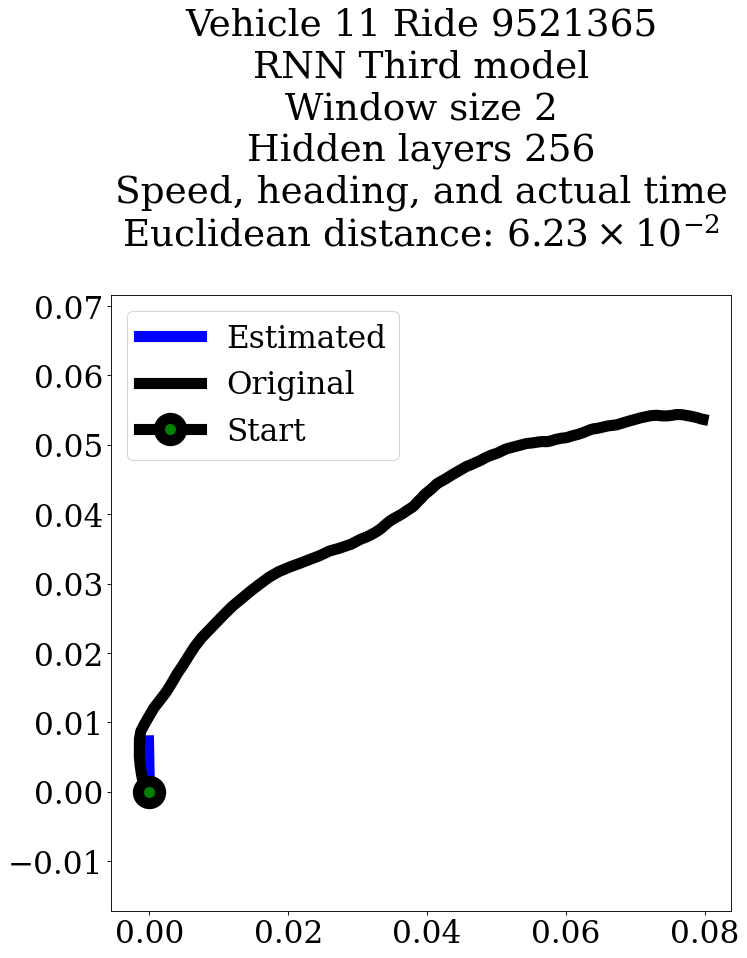 Vehicle 11 Ride 9521365
RNN Third model
Window size 2
Hidden layers 256
Speed, heading, and actual time
Euclidean distance: 6.23 × 10⁻²
Estimated
Original
Start
0.07
0.06
0.05
0.04
0.03
0.02
0.01
0.00
−0.01
0.00 0.02 0.04 0.06 0.08